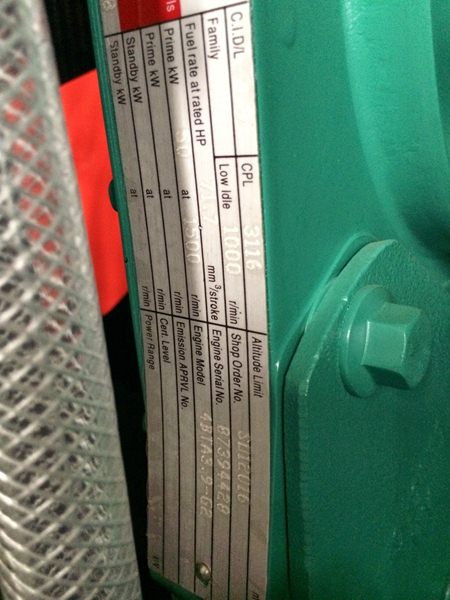 C.I.D/L CPL 3116 Altitude Limit m
Family Low Idle 1000 r/min Shop Order No.
Fuel rate at rated HP mm³/stroke Engine Serial No. 87394428
Prime kW 50 at 1500 r/min Engine Model 4BTA3.9-G2
Standby kW at r/min Emission APRVL No.
Prime kW at r/min Cert. Level
Standby kW at r/min Power Range